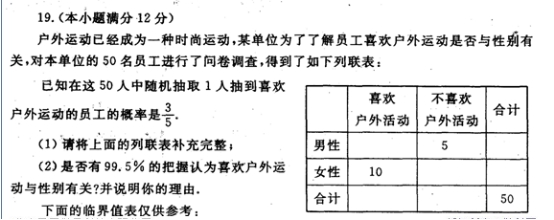 19.(本小题满分 12 分)
户外运动已经成为一种时尚运动,某单位为了了解员工喜欢户外运动是否与性别有
关,对本单位的 50 名员工进行了问卷调查,得到了如下列联表:
已知在这 50 人中随机抽取 1 人抽到喜欢
户外运动的员工的概率是3/5.
(1)请将上面的列联表补充完整;
(2)是否有99.5%的把握认为喜欢户外运
动与性别有关?并说明你的理由.
下面的临界值表仅供参考:
喜欢 不喜欢 合计
户外活动 户外活动
男性 5
女性 10
合计 50